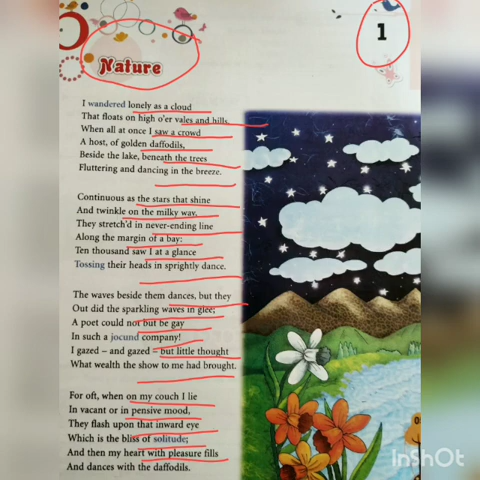 1
Nature
I wandered lonely as a cloud
That floats on high o'er vales and hills,
When all at once I saw a crowd
A host, of golden daffodils,
Beside the lake, beneath the trees
Fluttering and dancing in the breeze.
Continuous as the stars that shine
And twinkle on the milky way,
They stretch'd in never-ending line
Along the margin of a bay:
Ten thousand saw I at a glance
Tossing their heads in sprightly dance.
The waves beside them dances, but they
Out did the sparkling waves in glee;
A poet could not but be gay
In such a jocund company!
I gazed – and gazed – but little thought
What wealth the show to me had brought.
For oft, when on my couch I lie
In vacant or in pensive mood,
They flash upon that inward eye
Which is the bliss of solitude;
And then my heart with pleasure fills
And dances with the daffodils.
InShOt